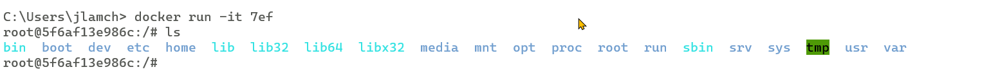 C:\Users\jlamch> docker run -it 7ef
root@5f6af13e986c:/# ls
bin  boot  dev  etc  home  lib  lib32  lib64  libx32  media  mnt  opt  proc  root  run  sbin  srv  sys  tmp  usr  var
root@5f6af13e986c:/#